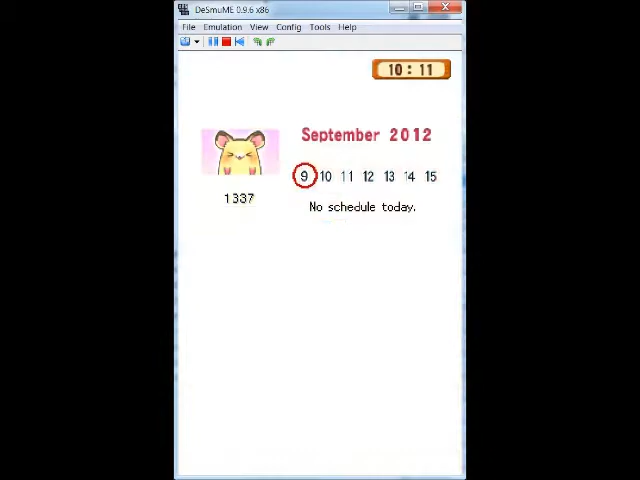 DeSmuME 0.9.6 x86
File Emulation View Config Tools Help
10:11
September 2012
9 10 11 12 13 14 15
1337
No schedule today.